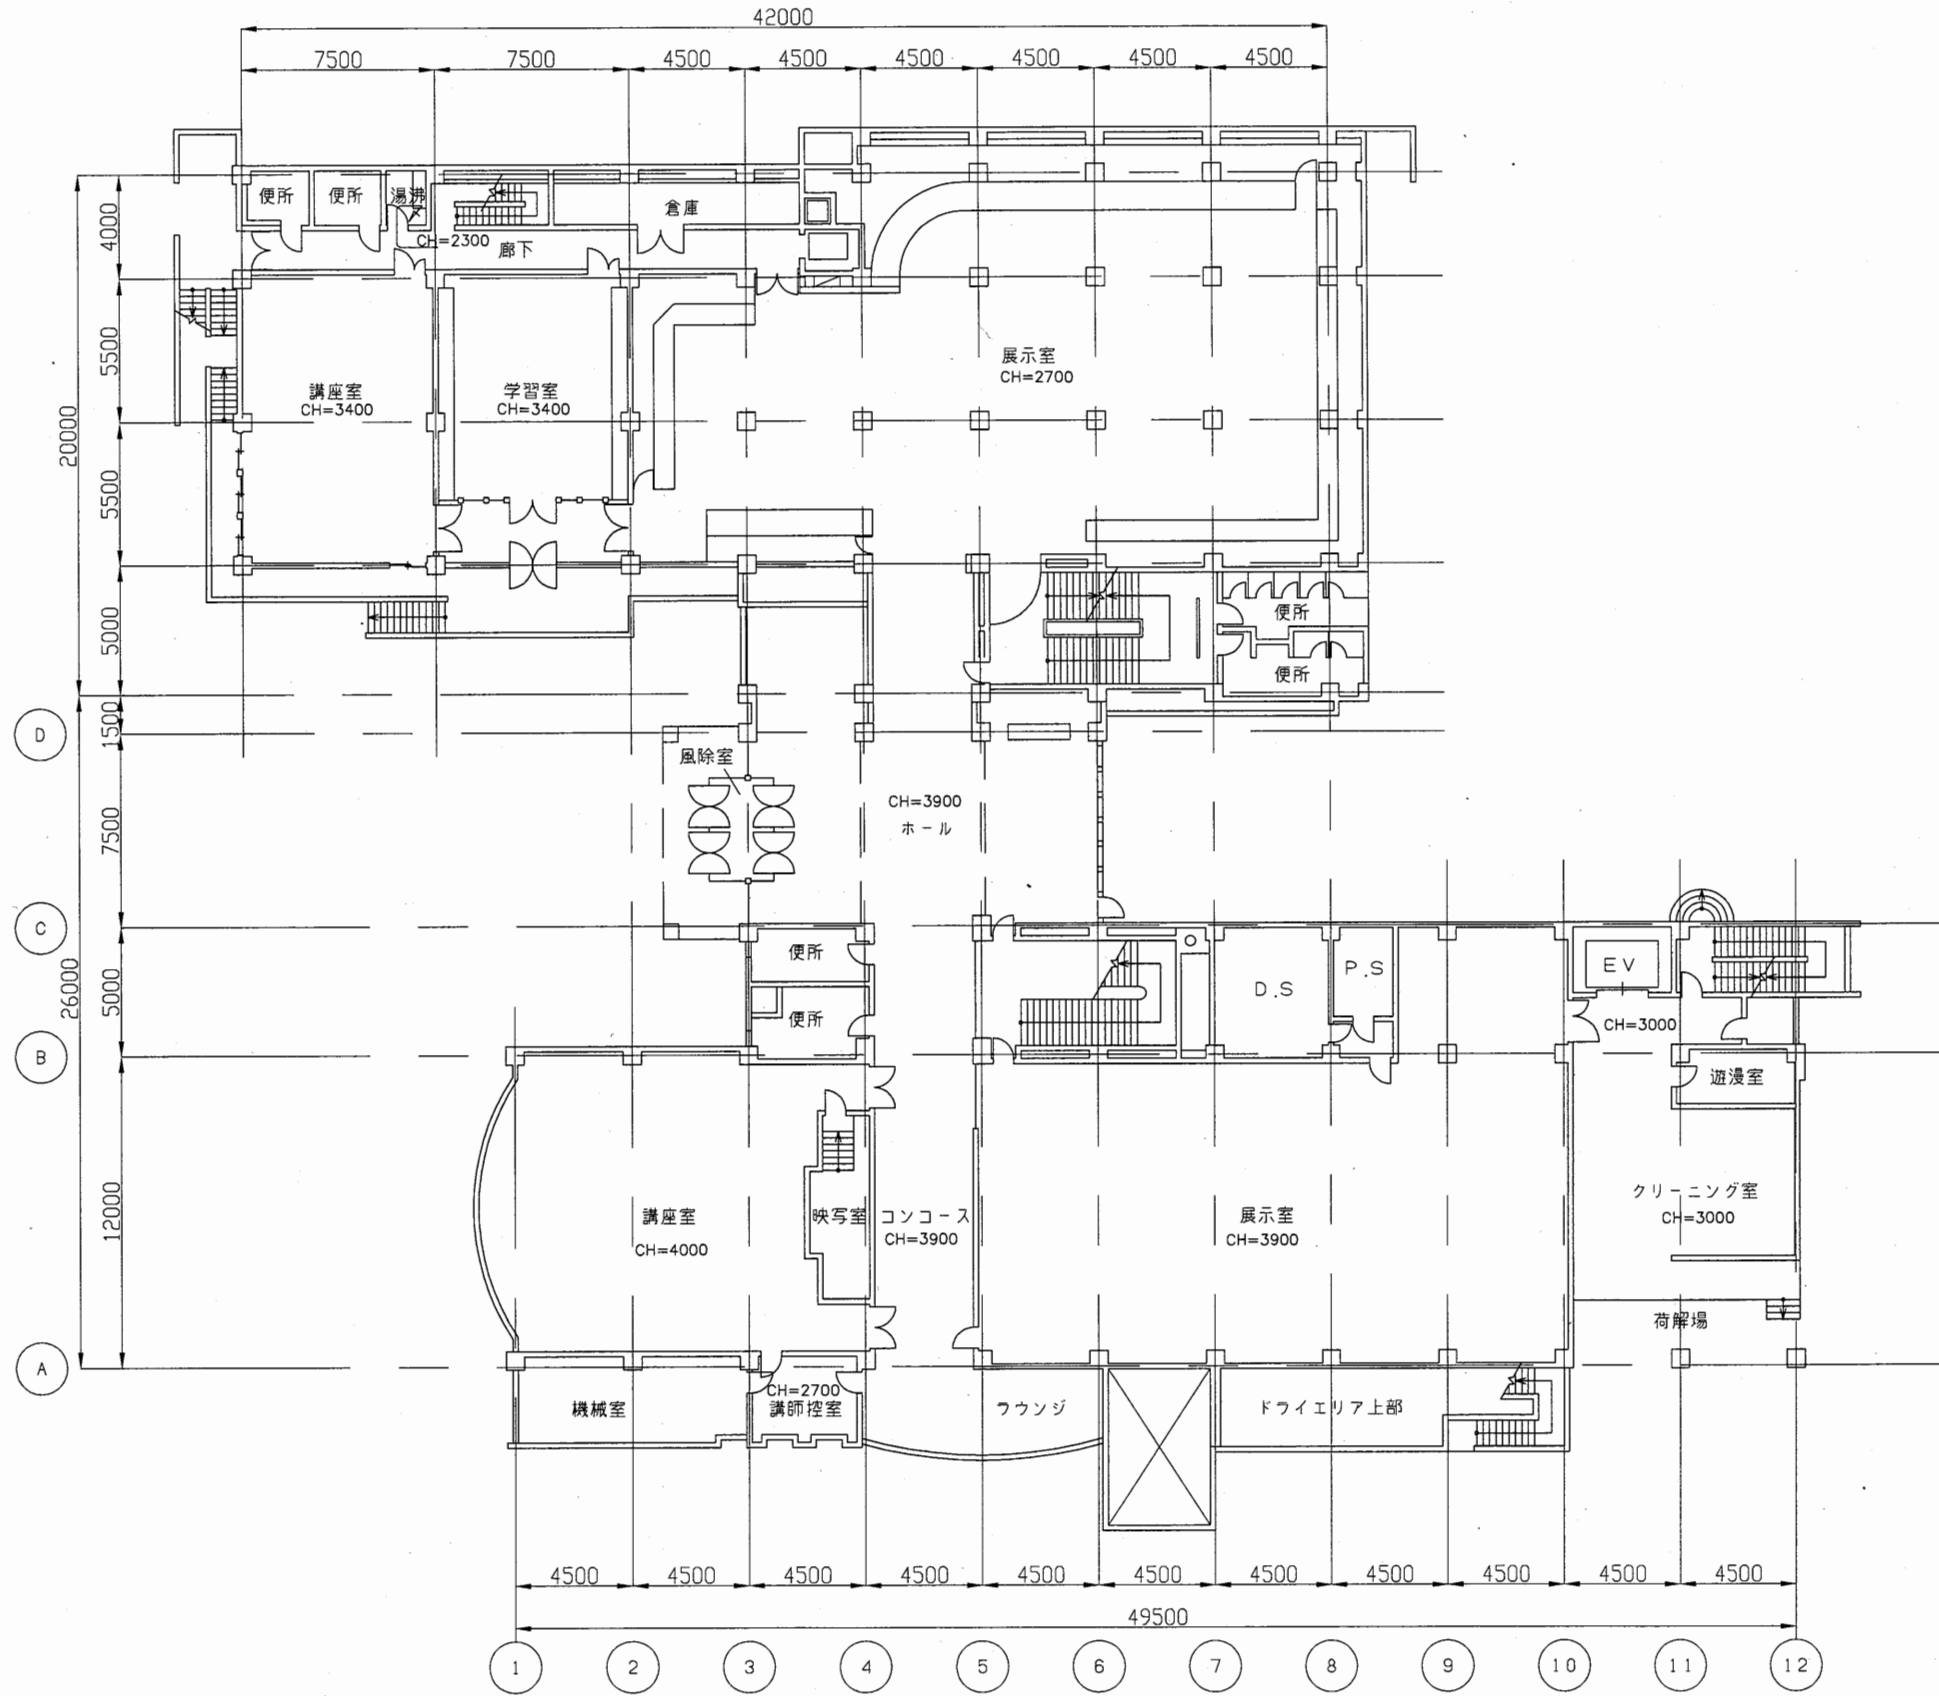 42000
7500 7500 4500 4500 4500 4500 4500 4500
便所 便所 湯沸
倉庫
CH=2300
廊下
4000
5500
5500
5000
20000
講座室
CH=3400
学習室
CH=3400
展示室
CH=2700
便所
便所
D
1500
風除室
7500
CH=3900
ホール
C
26000
5000
便所
便所
D.S
P.S
EV
CH=3000
B
遊漫室
12000
講座室
CH=4000
映写室
コンコース
CH=3900
展示室
CH=3900
クリーニング室
CH=3000
荷解場
A
機械室
CH=2700
講師控室
ラウンジ
ドライエリア上部
4500 4500 4500 4500 4500 4500 4500 4500 4500 4500 4500
49500
1 2 3 4 5 6 7 8 9 10 11 12